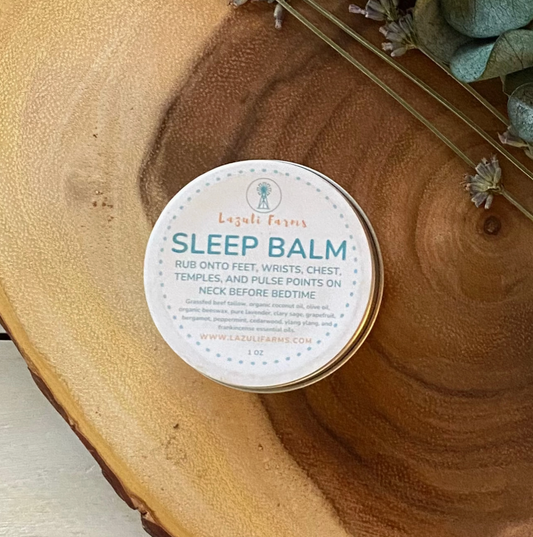 Lazuli Farms
SLEEP BALM
RUB ONTO FEET, WRISTS, CHEST,
TEMPLES, AND PULSE POINTS ON
NECK BEFORE BEDTIME
Grassfed beef tallow, organic coconut oil, olive oil,
organic beeswax, pure lavender, clary sage, grapefruit,
bergamot, peppermint, cedarwood, ylang ylang, and
frankincense essential oils.
WWW.LAZULIFARMS.COM
1 OZ